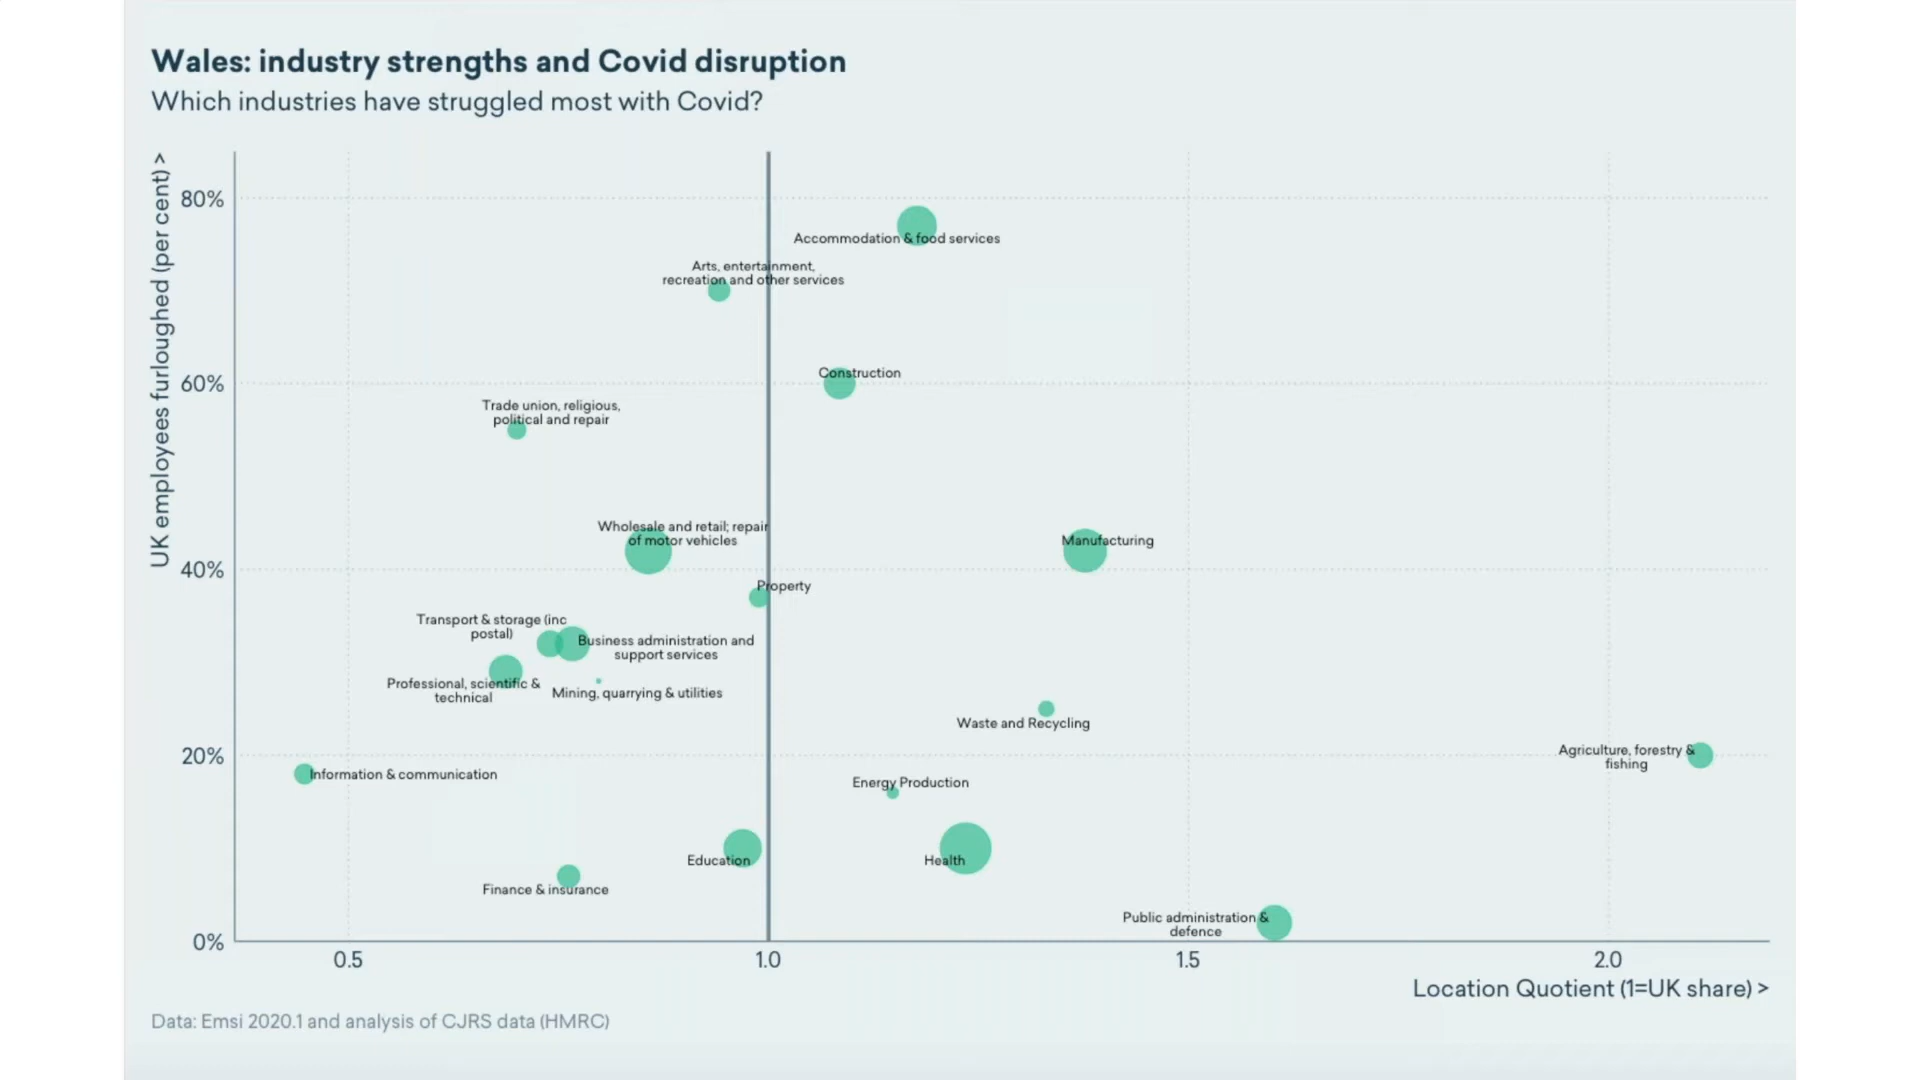 Wales: industry strengths and Covid disruption
Which industries have struggled most with Covid?
UK employees furloughed (per cent) >
80%
60%
40%
20%
0%
Accommodation & food services
Arts, entertainment,
recreation and other services
Construction
Trade union, religious,
political and repair
Wholesale and retail; repair
of motor vehicles
Manufacturing
Property
Transport & storage (inc
postal)
Business administration and
support services
Professional, scientific &
technical
Mining, quarrying & utilities
Waste and Recycling
Agriculture, forestry &
fishing
Information & communication
Energy Production
Education
Health
Finance & insurance
Public administration &
defence
0.5
1.0
1.5
2.0
Location Quotient (1=UK share) >
Data: Emsi 2020.1 and analysis of CJRS data (HMRC)